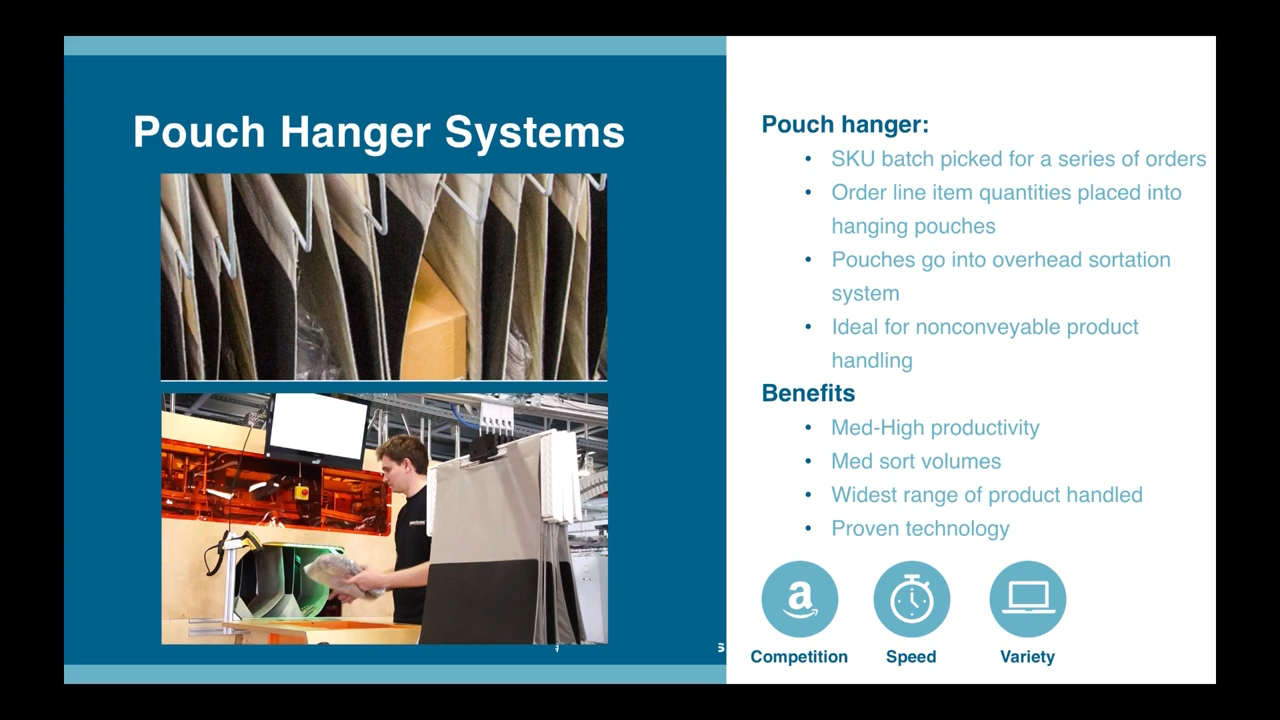 Pouch Hanger Systems
Pouch hanger:
• SKU batch picked for a series of orders
• Order line item quantities placed into
hanging pouches
• Pouches go into overhead sortation
system
• Ideal for nonconveyable product
handling
Benefits
• Med-High productivity
• Med sort volumes
• Widest range of product handled
• Proven technology
a
Competition
Speed
Variety